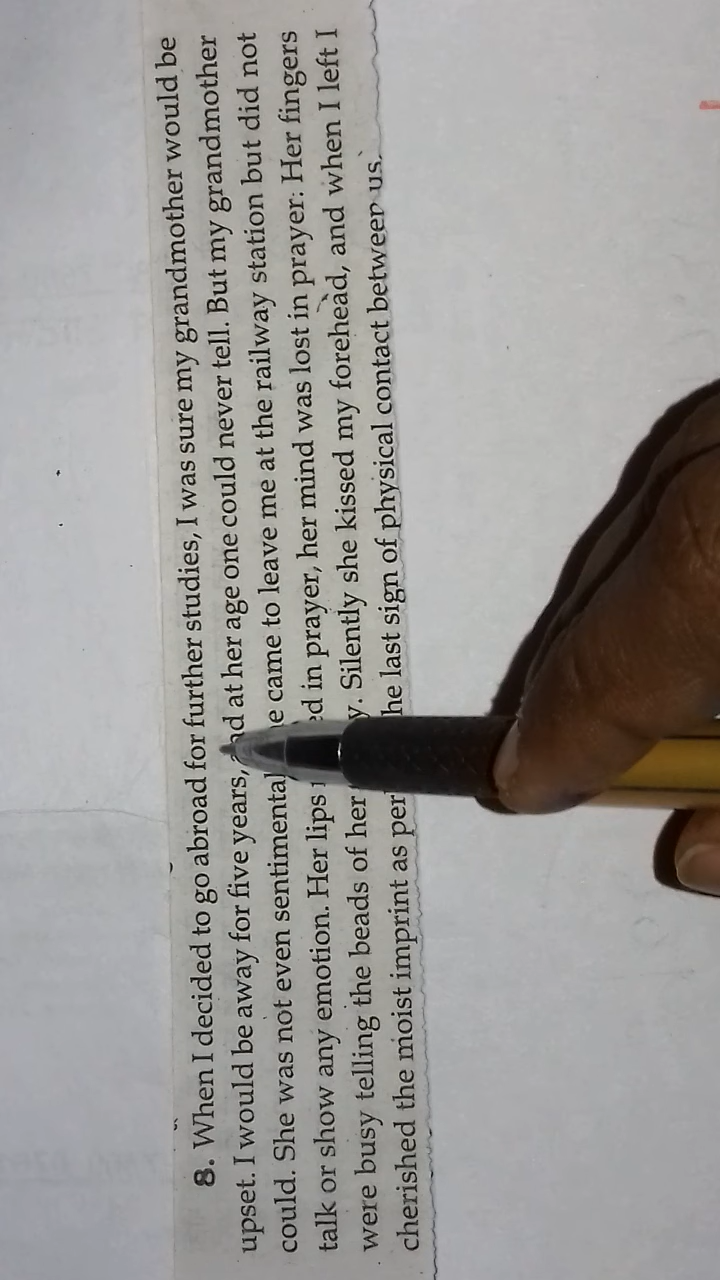 8. When I decided to go abroad for further studies, I was sure my grandmother would be
upset. I would be away for five years, and at her age one could never tell. But my grandmother
could. She was not even sentimental. came to leave me at the railway station but did not
talk or show any emotion. Her lips in prayer, her mind was lost in prayer: Her fingers
were busy telling the beads of her Silently she kissed my forehead, and when I left I
cherished the moist imprint as last sign of physical contact between us.